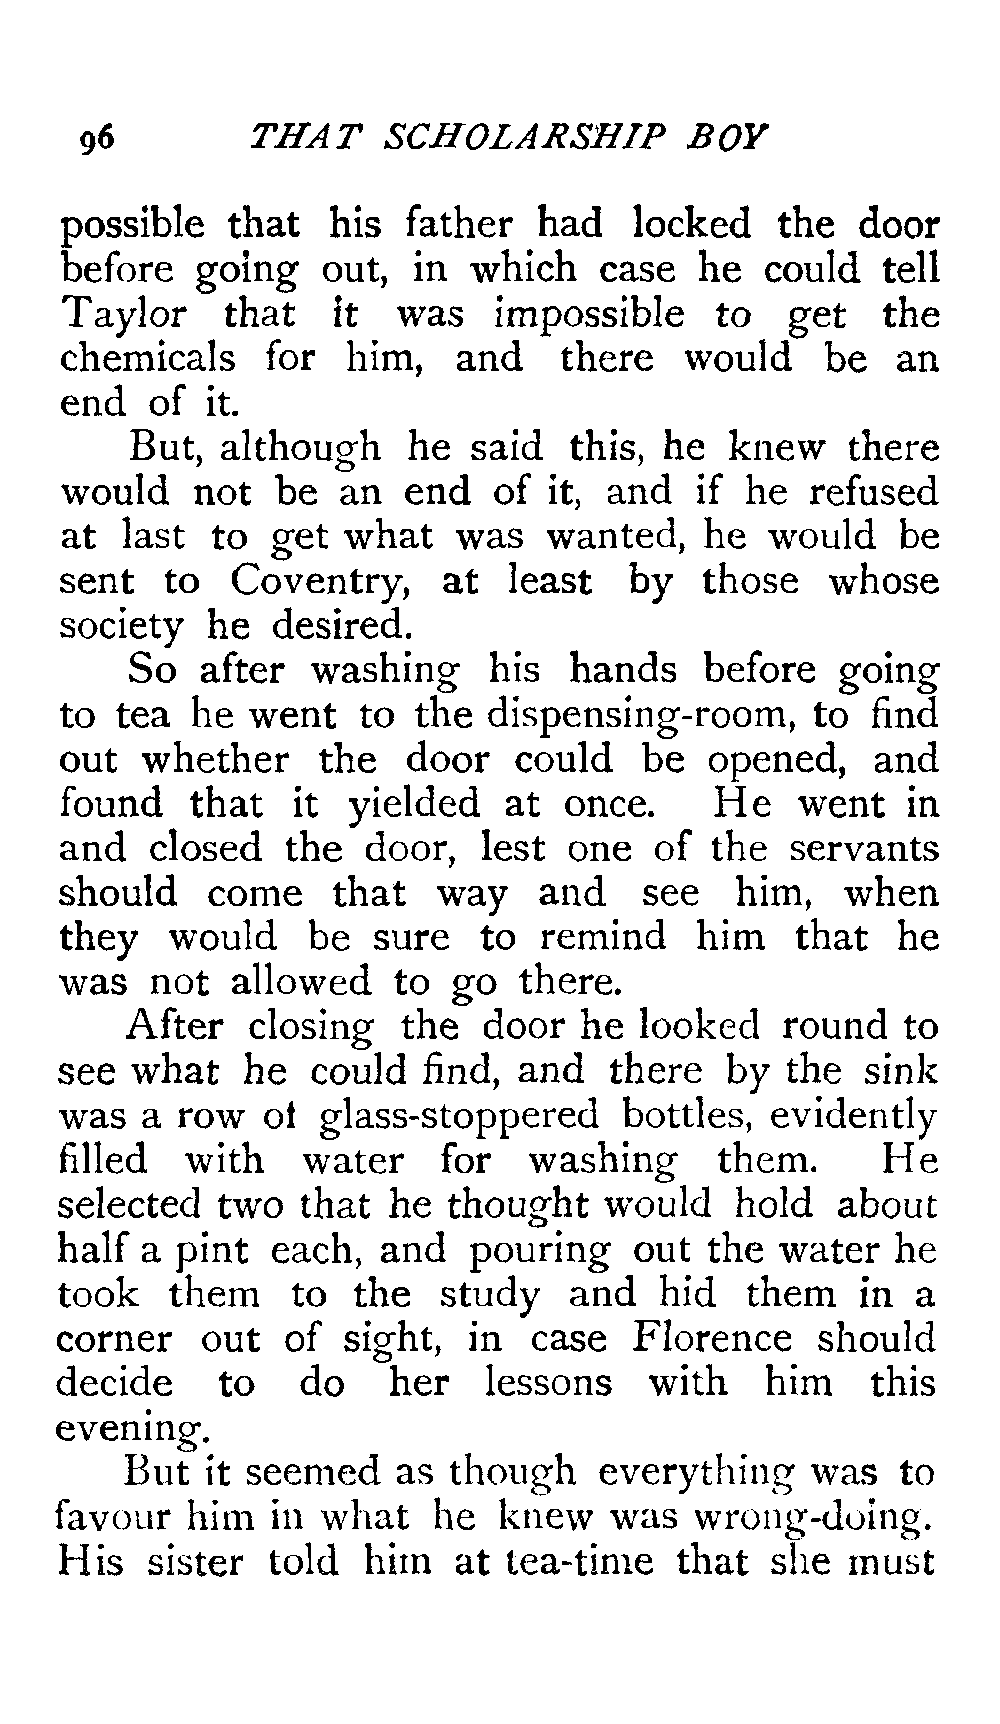 96 THAT SCHOLARSHIP BOY
possible that his father had locked the door
before going out, in which case he could tell
Taylor that it was impossible to get the
chemicals for him, and there would be an
end of it.
But, although he said this, he knew there
would not be an end of it, and if he refused
at last to get what was wanted, he would be
sent to Coventry, at least by those whose
society he desired.
So after washing his hands before going
to tea he went to the dispensing-room, to find
out whether the door could be opened, and
found that it yielded at once. He went in
and closed the door, lest one of the servants
should come that way and see him, when
they would be sure to remind him that he
was not allowed to go there.
After closing the door he looked round to
see what he could find, and there by the sink
was a row of glass-stoppered bottles, evidently
filled with water for washing them. He
selected two that he thought would hold about
half a pint each, and pouring out the water he
took them to the study and hid them in a
corner out of sight, in case Florence should
decide to do her lessons with him this
evening.
But it seemed as though everything was to
favour him in what he knew was wrong-doing.
His sister told him at tea-time that she must